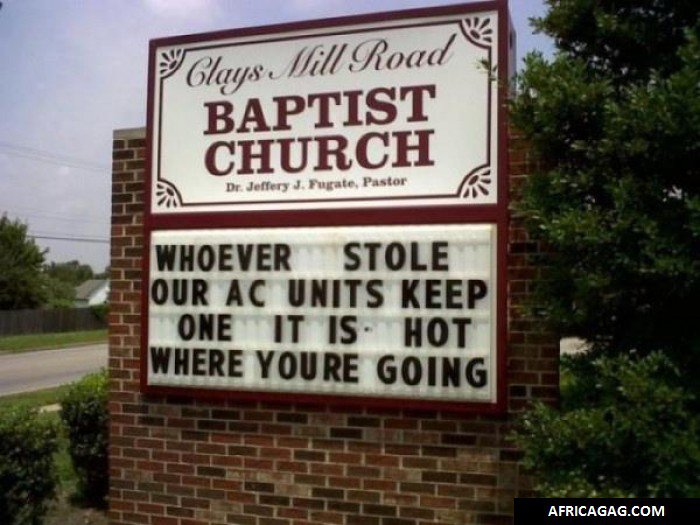 Clays Mill Road
BAPTIST
CHURCH
Dr. Jeffery J. Fugate, Pastor
WHOEVER STOLE
OUR AC UNITS KEEP
ONE IT IS HOT
WHERE YOURE GOING
AFRICAGAG.COM